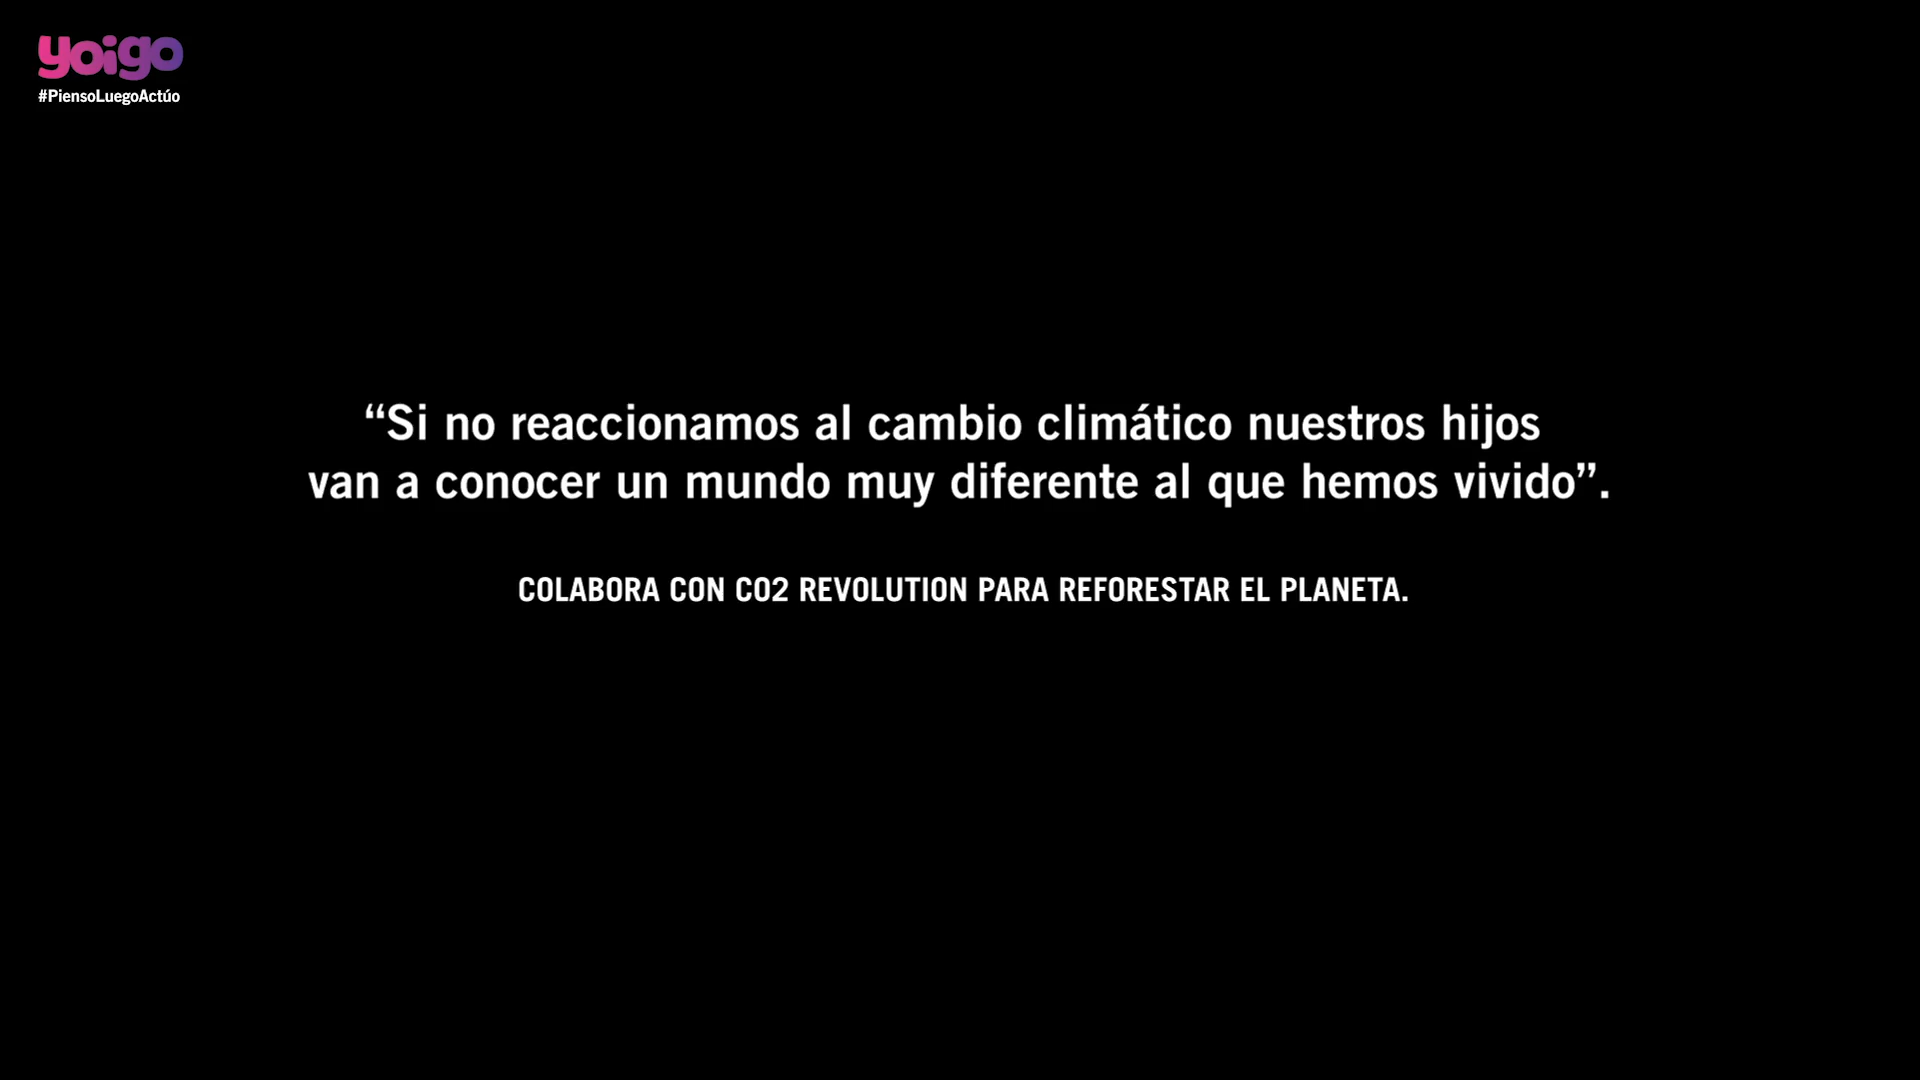 yoigo
#PiensoLuegoActúo
“Si no reaccionamos al cambio climático nuestros hijos
van a conocer un mundo muy diferente al que hemos vivido”.
COLABORA CON CO2 REVOLUTION PARA REFORESTAR EL PLANETA.